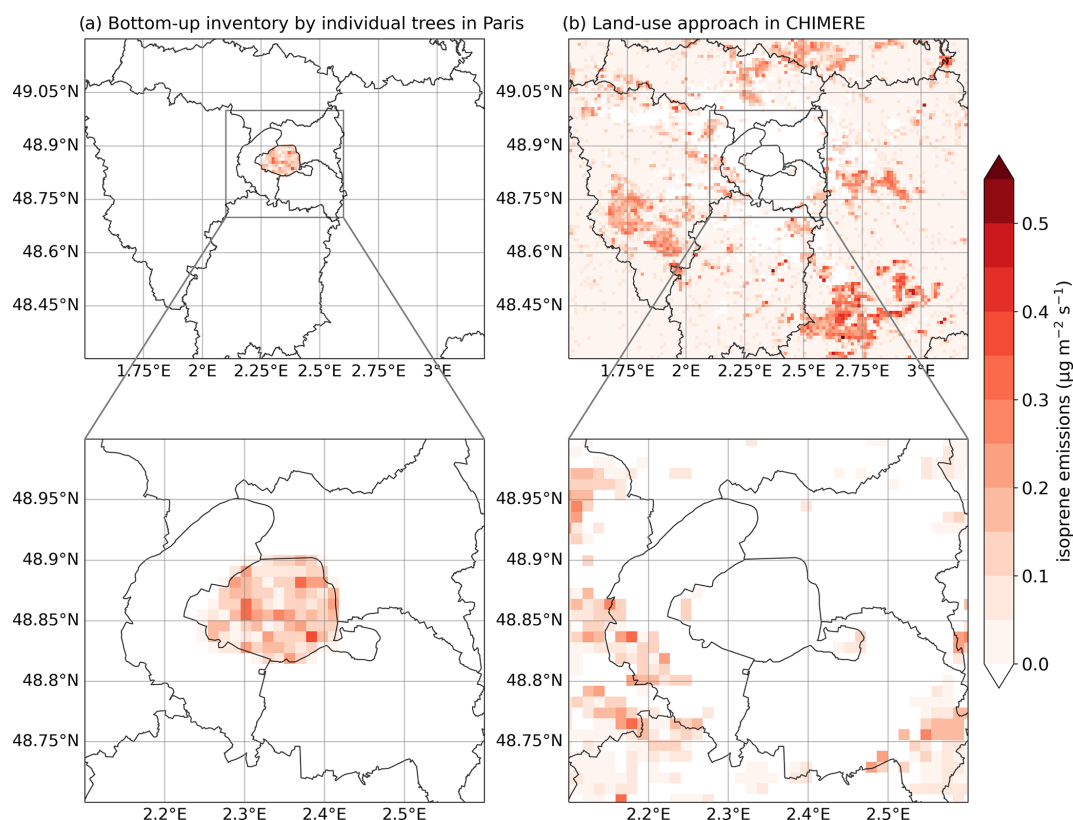 (a) Bottom-up inventory by individual trees in Paris
(b) Land-use approach in CHIMERE
49.05°N
48.9°N
48.75°N
48.6°N
48.45°N
1.75°E 2°E 2.25°E 2.5°E 2.75°E 3°E
49.05°N
48.9°N
48.75°N
48.6°N
48.45°N
1.75°E 2°E 2.25°E 2.5°E 2.75°E 3°E
48.95°N
48.9°N
48.85°N
48.8°N
48.75°N
2.2°E 2.3°E 2.4°E 2.5°E
48.95°N
48.9°N
48.85°N
48.8°N
48.75°N
2.2°E 2.3°E 2.4°E 2.5°E
0.5
0.4
0.3
0.2
0.1
0.0
isoprene emissions (µg m⁻² s⁻¹)